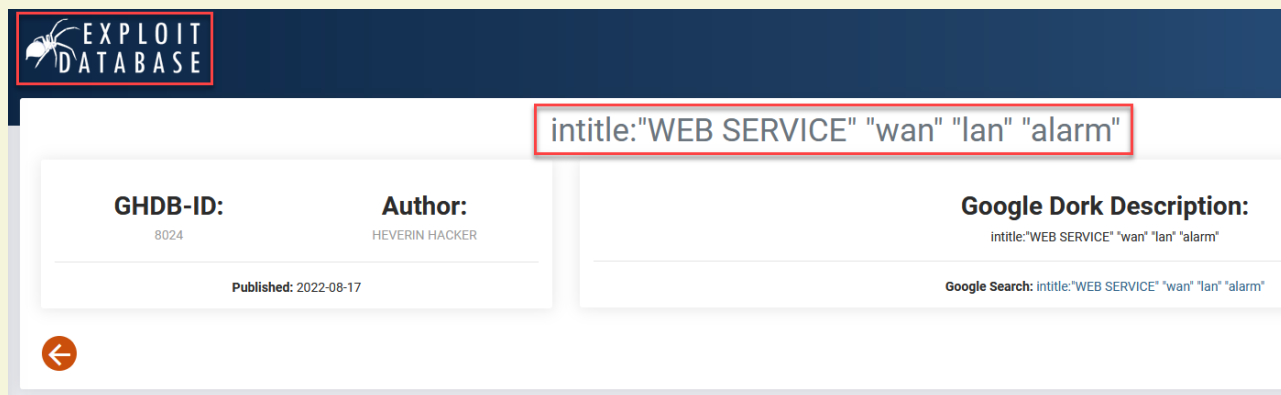 EXPLOIT
DATABASE
intitle:"WEB SERVICE" "wan" "lan" "alarm"
GHDB-ID:
8024
Author:
HEVERIN HACKER
Published: 2022-08-17
Google Dork Description:
intitle:"WEB SERVICE" "wan" "lan" "alarm"
Google Search: intitle:"WEB SERVICE" "wan" "lan" "alarm"